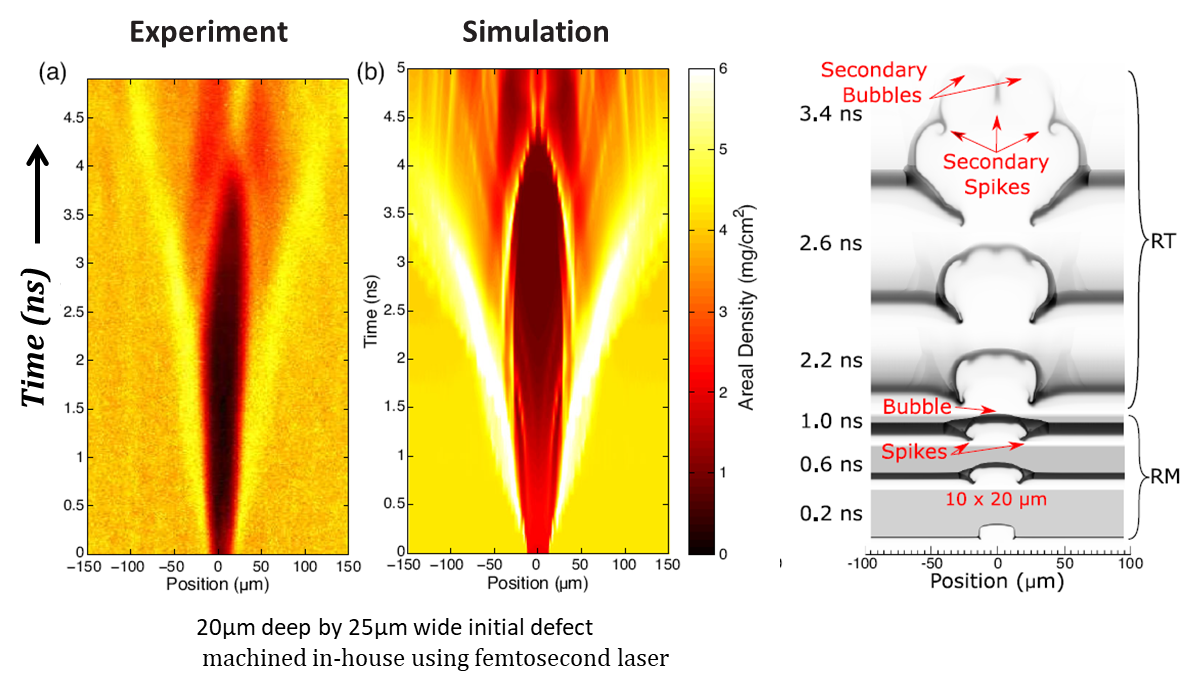 Experiment
Simulation
(a)
(b)
Time (ns)
4.5
4
3.5
3
2.5
2
1.5
1
0.5
0
−150 −100 −50 0 50 100 150
Position (µm)
5
4.5
4
3.5
3
2.5
2
1.5
1
0.5
0
Time (ns)
−150 −100 −50 0 50 100 150
Position (µm)
6
5
4
3
2
1
0
Areal Density (mg/cm²)
Secondary
Bubbles
3.4 ns
Secondary
Spikes
2.6 ns
RT
2.2 ns
Bubble
1.0 ns
Spikes
0.6 ns
RM
10 x 20 µm
0.2 ns
-100 -50 0 50 100
Position (µm)
20µm deep by 25µm wide initial defect
machined in-house using femtosecond laser